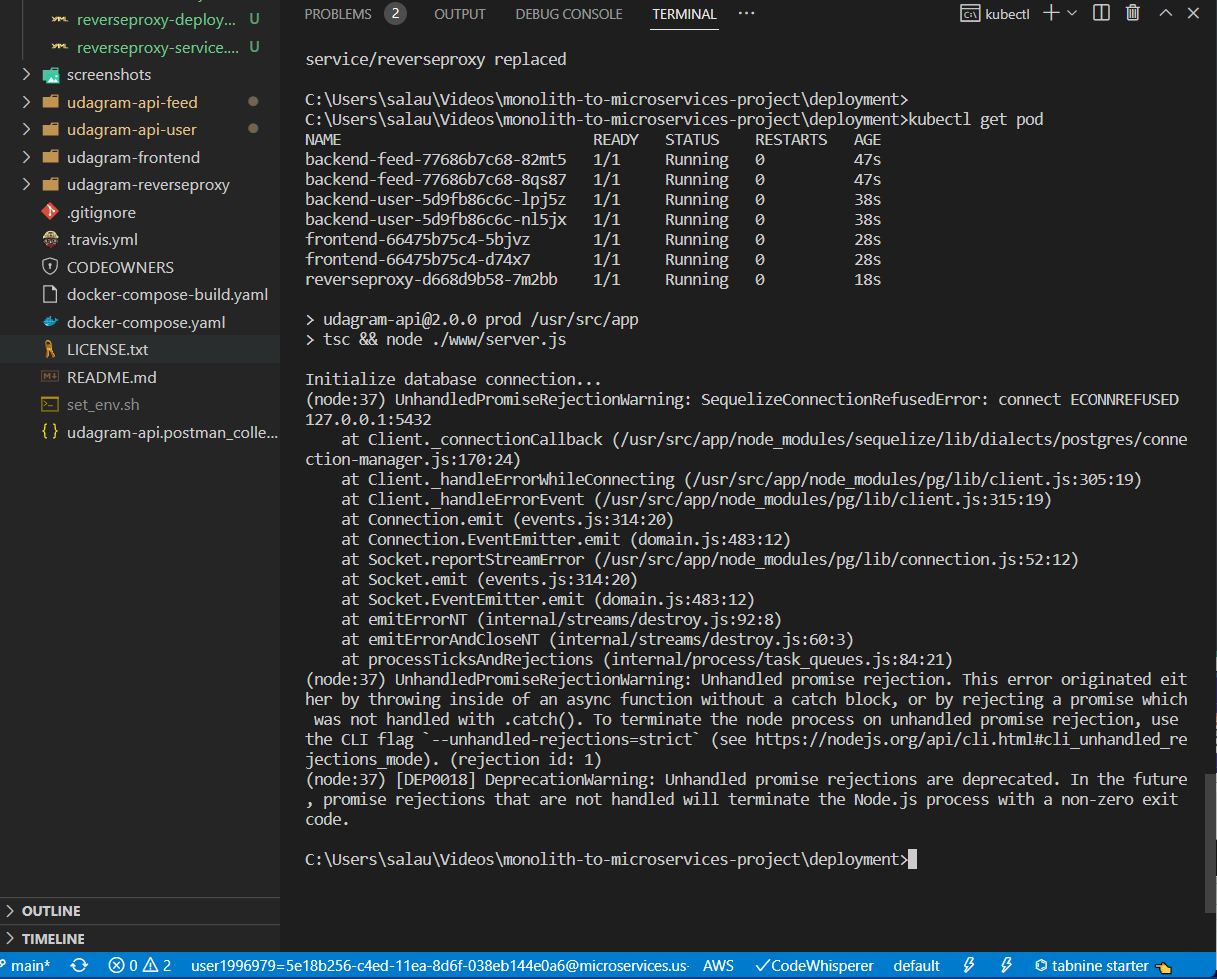 reverseproxy-deploy... U
reverseproxy-service.... U
screenshots
udagram-api-feed
udagram-api-user
udagram-frontend
udagram-reverseproxy
.gitignore
.travis.yml
CODEOWNERS
docker-compose-build.yaml
docker-compose.yaml
LICENSE.txt
README.md
set_env.sh
udagram-api.postman_colle...
OUTLINE
TIMELINE
PROBLEMS 2 OUTPUT DEBUG CONSOLE TERMINAL ... kubectl
service/reverseproxy replaced
C:\Users\salau\Videos\monolith-to-microservices-project\deployment>
C:\Users\salau\Videos\monolith-to-microservices-project\deployment>kubectl get pod
NAME READY STATUS RESTARTS AGE
backend-feed-77686b7c68-82mt5 1/1 Running 0 47s
backend-feed-77686b7c68-8qs87 1/1 Running 0 47s
backend-user-5d9fb86c6c-lpj5z 1/1 Running 0 38s
backend-user-5d9fb86c6c-nl5jx 1/1 Running 0 38s
frontend-66475b75c4-5bjvz 1/1 Running 0 28s
frontend-66475b75c4-d74x7 1/1 Running 0 28s
reverseproxy-d668d9b58-7m2bb 1/1 Running 0 18s
> udagram-api@2.0.0 prod /usr/src/app
> tsc && node ./www/server.js
Initialize database connection...
(node:37) UnhandledPromiseRejectionWarning: SequelizeConnectionRefusedError: connect ECONNREFUSED
127.0.0.1:5432
at Client._connectionCallback (/usr/src/app/node_modules/sequelize/lib/dialects/postgres/conne
ction-manager.js:170:24)
at Client._handleErrorWhileConnecting (/usr/src/app/node_modules/pg/lib/client.js:305:19)
at Client._handleErrorEvent (/usr/src/app/node_modules/pg/lib/client.js:315:19)
at Connection.emit (events.js:314:20)
at Connection.EventEmitter.emit (domain.js:483:12)
at Socket.reportStreamError (/usr/src/app/node_modules/pg/lib/connection.js:52:12)
at Socket.emit (events.js:314:20)
at Socket.EventEmitter.emit (domain.js:483:12)
at emitErrorNT (internal/streams/destroy.js:92:8)
at emitErrorAndCloseNT (internal/streams/destroy.js:60:3)
at processTicksAndRejections (internal/process/task_queues.js:84:21)
(node:37) UnhandledPromiseRejectionWarning: Unhandled promise rejection. This error originated eit
her by throwing inside of an async function without a catch block, or by rejecting a promise which
was not handled with .catch(). To terminate the node process on unhandled promise rejection, use
the CLI flag `--unhandled-rejections=strict` (see https://nodejs.org/api/cli.html#cli_unhandled_re
jections_mode). (rejection id: 1)
(node:37) [DEP0018] DeprecationWarning: Unhandled promise rejections are deprecated. In the future
, promise rejections that are not handled will terminate the Node.js process with a non-zero exit
code.
C:\Users\salau\Videos\monolith-to-microservices-project\deployment>
main* 0 2 user1996979=5e18b256-c4ed-11ea-8d6f-038eb144e0a6@microservices.us- AWS CodeWhisperer default tabnine starter